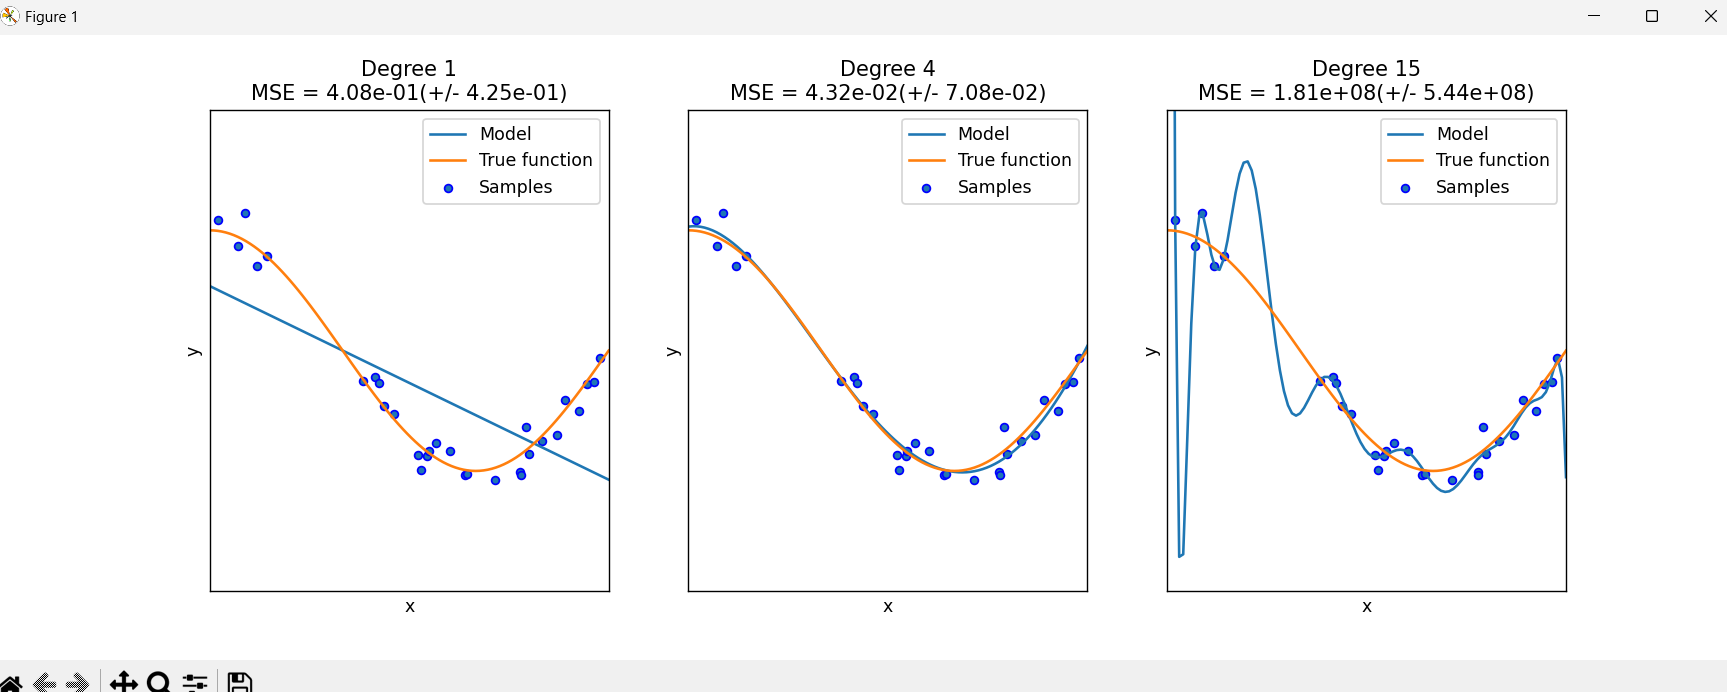 Figure 1
Degree 1
MSE = 4.08e-01(+/- 4.25e-01)
Model
True function
Samples
y
x
Degree 4
MSE = 4.32e-02(+/- 7.08e-02)
Model
True function
Samples
y
x
Degree 15
MSE = 1.81e+08(+/- 5.44e+08)
Model
True function
Samples
y
x